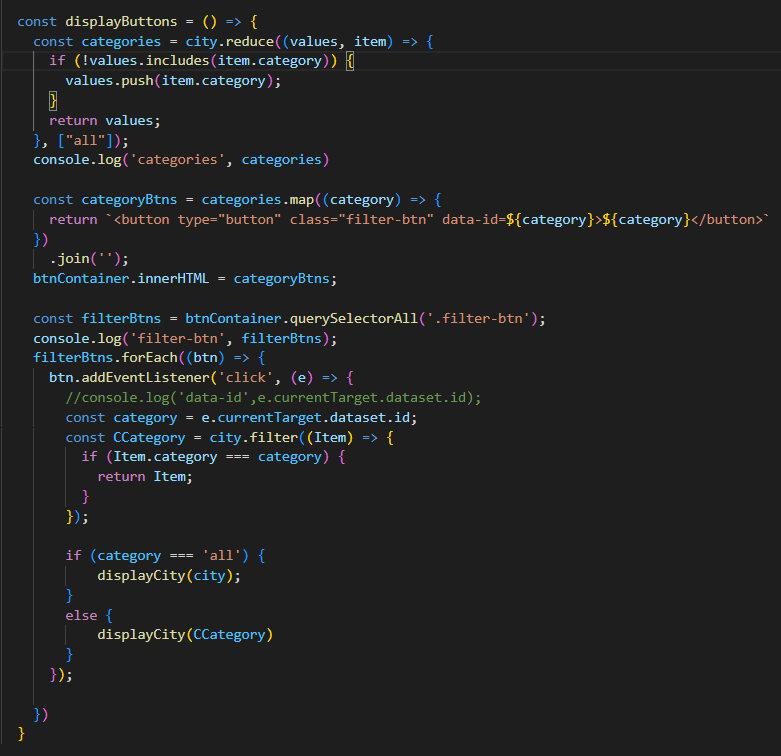 const displayButtons = () => {
  const categories = city.reduce((values, item) => {
    if (!values.includes(item.category)) {
      values.push(item.category);
    }
    return values;
  }, ["all"]);
  console.log('categories', categories)

  const categoryBtns = categories.map((category) => {
    return `<button type="button" class="filter-btn" data-id=${category}>${category}</button>`
  })
    .join('');
  btnContainer.innerHTML = categoryBtns;

  const filterBtns = btnContainer.querySelectorAll('.filter-btn');
  console.log('filter-btn', filterBtns);
  filterBtns.forEach((btn) => {
    btn.addEventListener('click', (e) => {
      //console.log('data-id',e.currentTarget.dataset.id);
      const category = e.currentTarget.dataset.id;
      const CCategory = city.filter((Item) => {
        if (Item.category === category) {
          return Item;
        }
      });

      if (category === 'all') {
          displayCity(city);
      }
      else {
          displayCity(CCategory)
      }
    });

  })
}